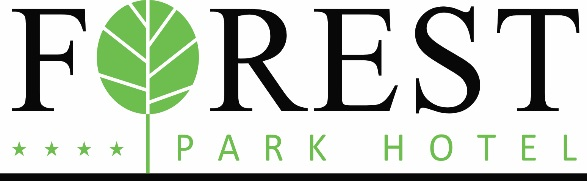 FOREST
★ ★ ★ ★ PARK HOTEL